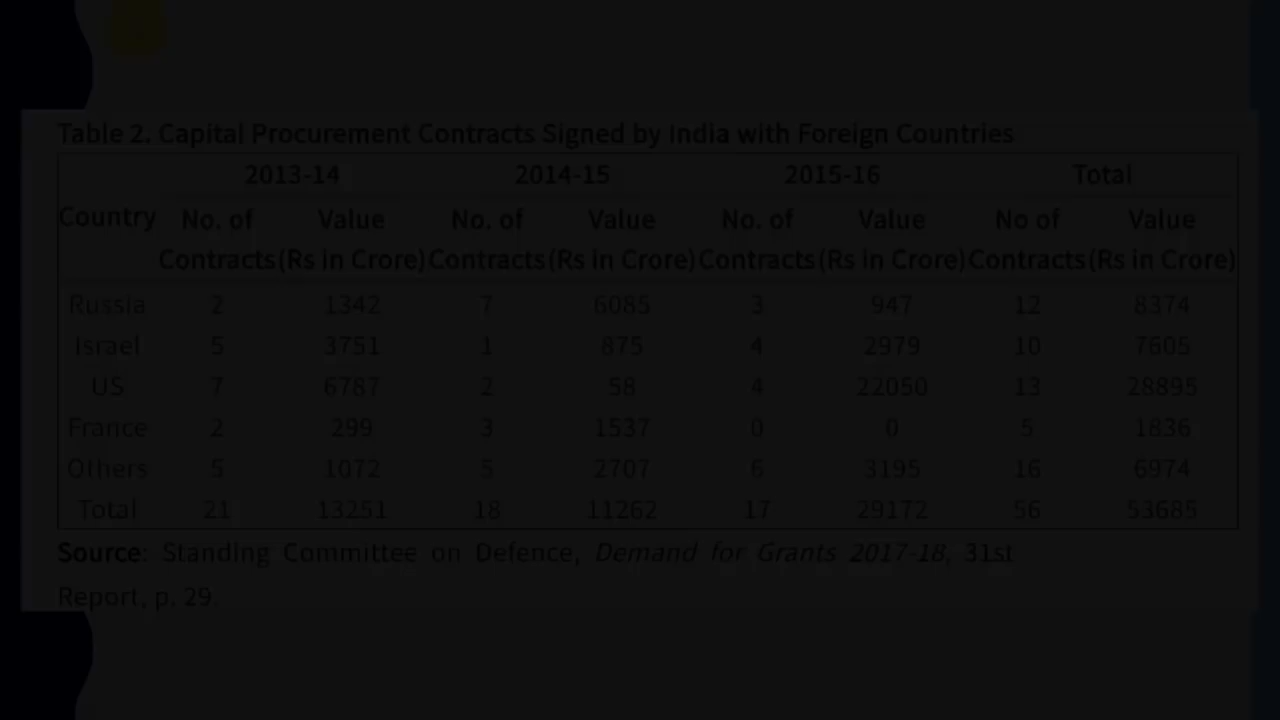 Table 2. Capital Procurement Contracts Signed by India with Foreign Countries
2013-14 2014-15 2015-16 Total
Country No. of Value No. of Value No. of Value No of Value
Contracts (Rs in Crore) Contracts (Rs in Crore) Contracts (Rs in Crore) Contracts (Rs in Crore)
Russia 2 1342 7 6085 3 947 12 8374
Israel 5 3751 1 875 4 2979 10 7605
US 7 6787 2 58 4 22050 13 28895
France 2 299 3 1537 0 0 5 1836
Others 5 1072 5 2707 6 3195 16 6974
Total 21 13251 18 11262 17 29172 56 53685
Source: Standing Committee on Defence, Demand for Grants 2017-18, 31st
Report, p. 29.